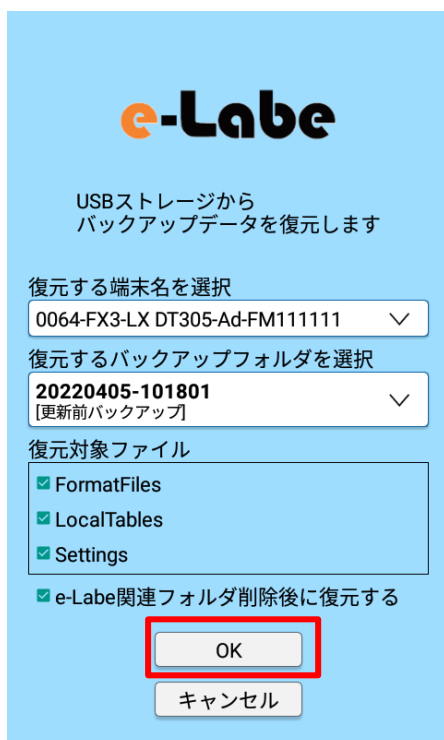 e-Labe
USBストレージから
バックアップデータを復元します
復元する端末名を選択
0064-FX3-LX DT305-Ad-FM111111
復元するバックアップフォルダを選択
20220405-101801
[更新前バックアップ]
復元対象ファイル
FormatFiles
LocalTables
Settings
e-Labe関連フォルダ削除後に復元する
OK
キャンセル